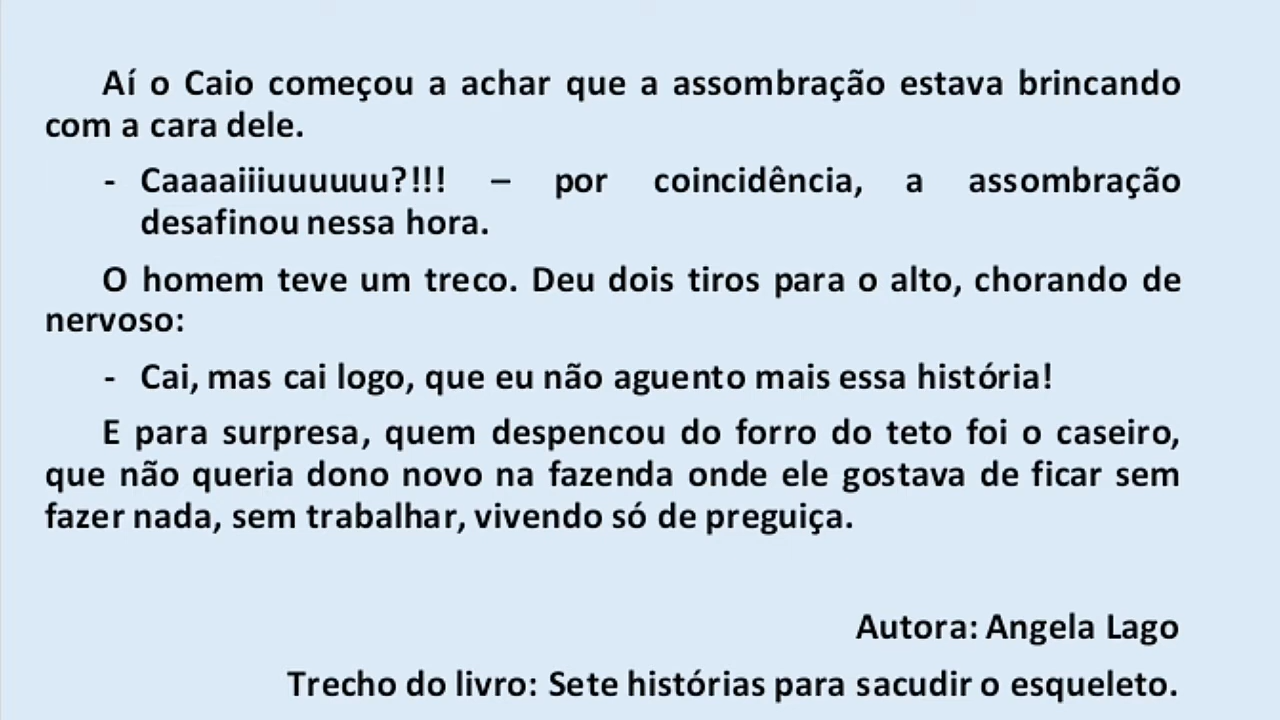 Aí o Caio começou a achar que a assombração estava brincando
com a cara dele.
- Caaaaiiiuuuuuu?!!! – por coincidência, a assombração
desafinou nessa hora.
O homem teve um treco. Deu dois tiros para o alto, chorando de
nervoso:
- Cai, mas cai logo, que eu não aguento mais essa história!
E para surpresa, quem despencou do forro do teto foi o caseiro,
que não queria dono novo na fazenda onde ele gostava de ficar sem
fazer nada, sem trabalhar, vivendo só de preguiça.
Autora: Angela Lago
Trecho do livro: Sete histórias para sacudir o esqueleto.